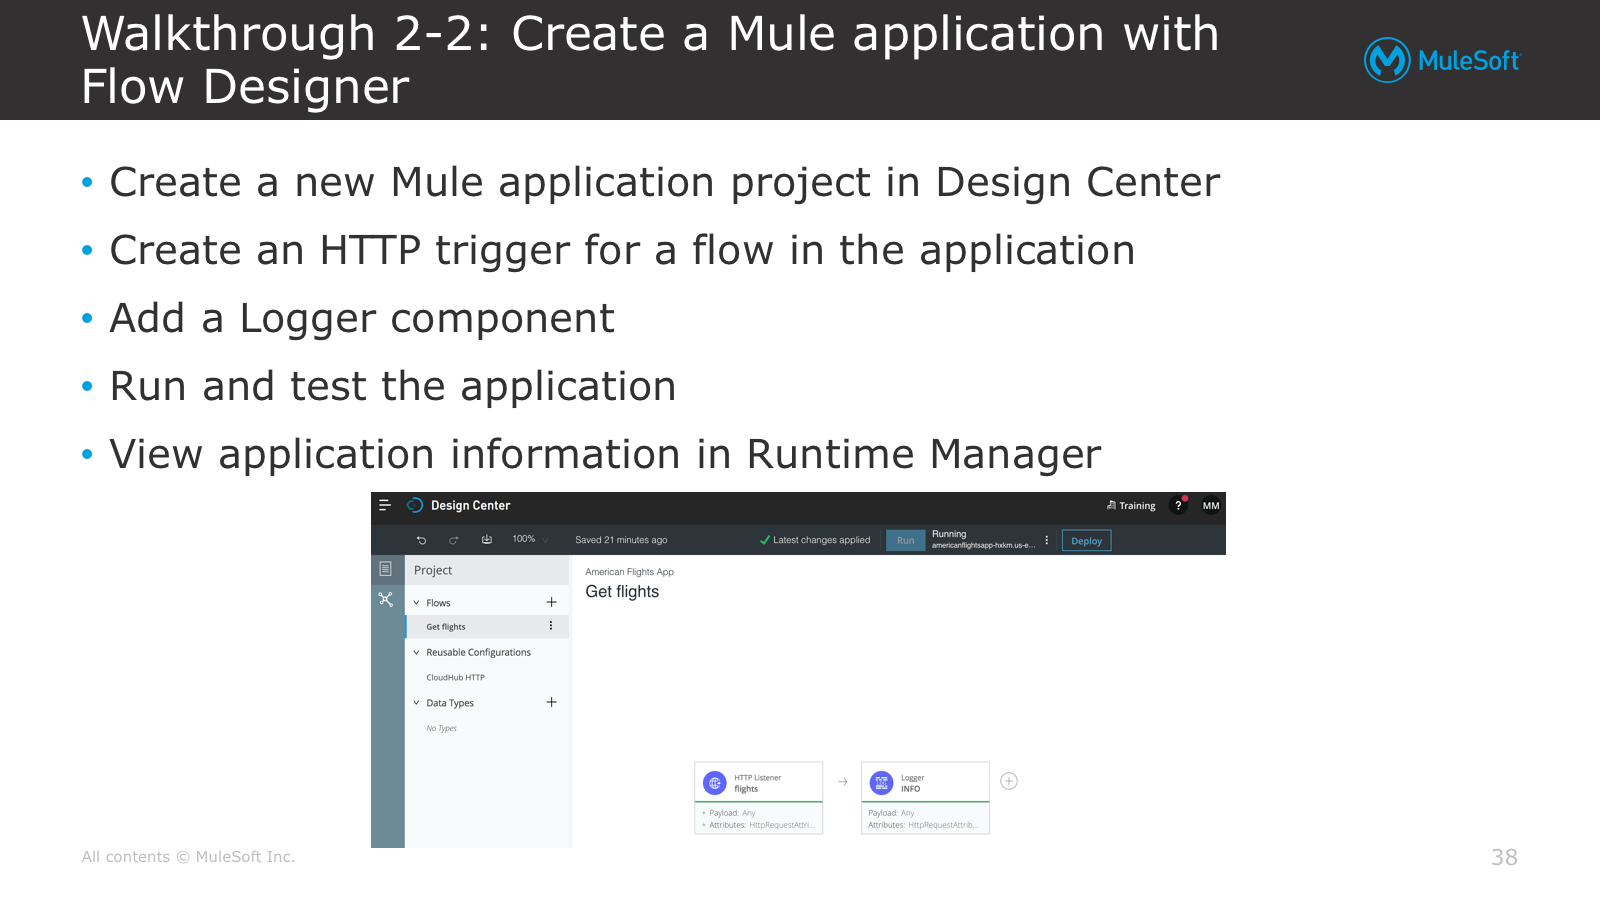 Walkthrough 2-2: Create a Mule application with
Flow Designer
MuleSoft
• Create a new Mule application project in Design Center
• Create an HTTP trigger for a flow in the application
• Add a Logger component
• Run and test the application
• View application information in Runtime Manager
Design Center
Training
?
MM
100%
Saved 21 minutes ago
Latest changes applied
Run
Running
americanflightsapp-hxkm.us-e...
Deploy
Project
Flows
Get flights
Reusable Configurations
CloudHub HTTP
Data Types
No Types
American Flights App
Get flights
HTTP Listener
flights
+ Payload: Any
+ Attributes: HttpRequestAttri...
Logger
INFO
Payload: Any
Attributes: HttpRequestAttrib...
All contents © MuleSoft Inc.
38